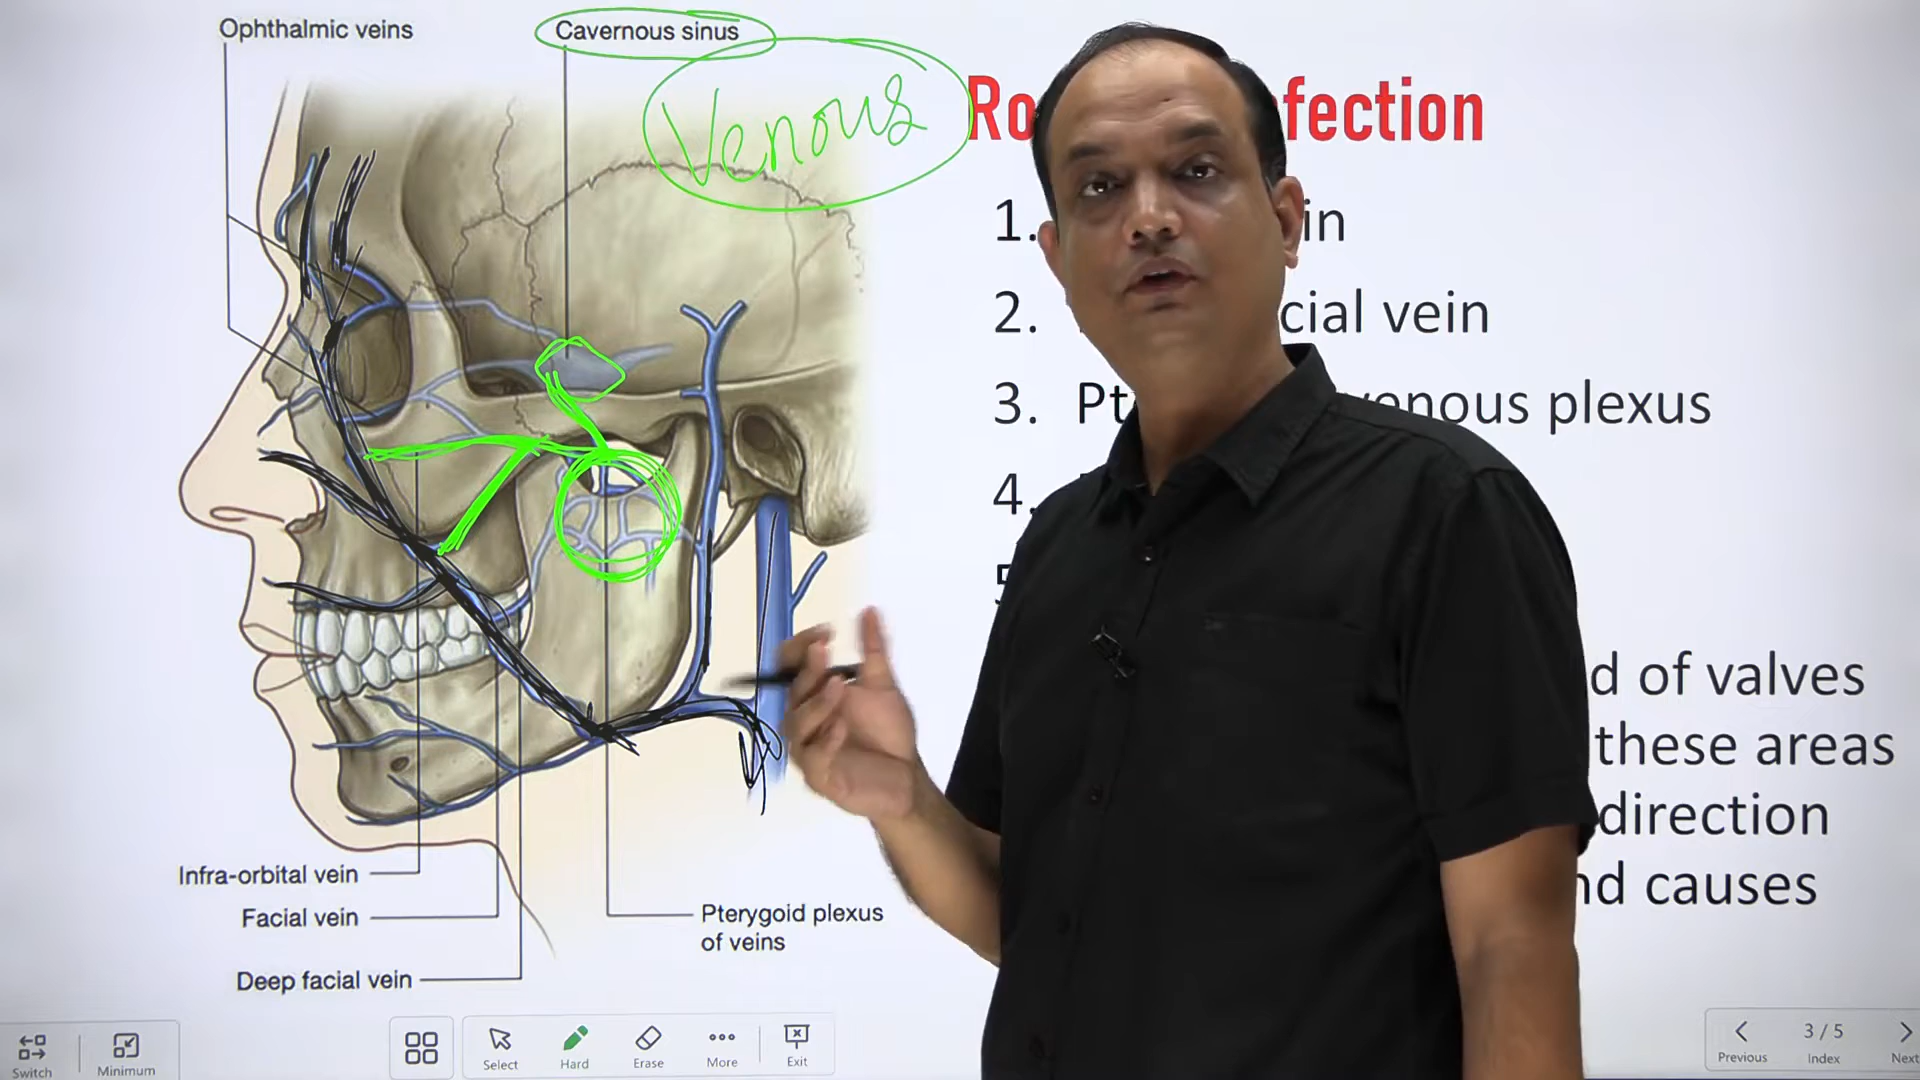 Ophthalmic veins
Cavernous sinus
Venous
Ro fection
1. in
2. cial vein
3. Pt venous plexus
4.
5
d of valves
these areas
direction
nd causes
Infra-orbital vein
Facial vein
Deep facial vein
Pterygoid plexus
of veins
Switch
Minimum
Select
Hard
Erase
More
Exit
Previous
3 / 5
Index
Next